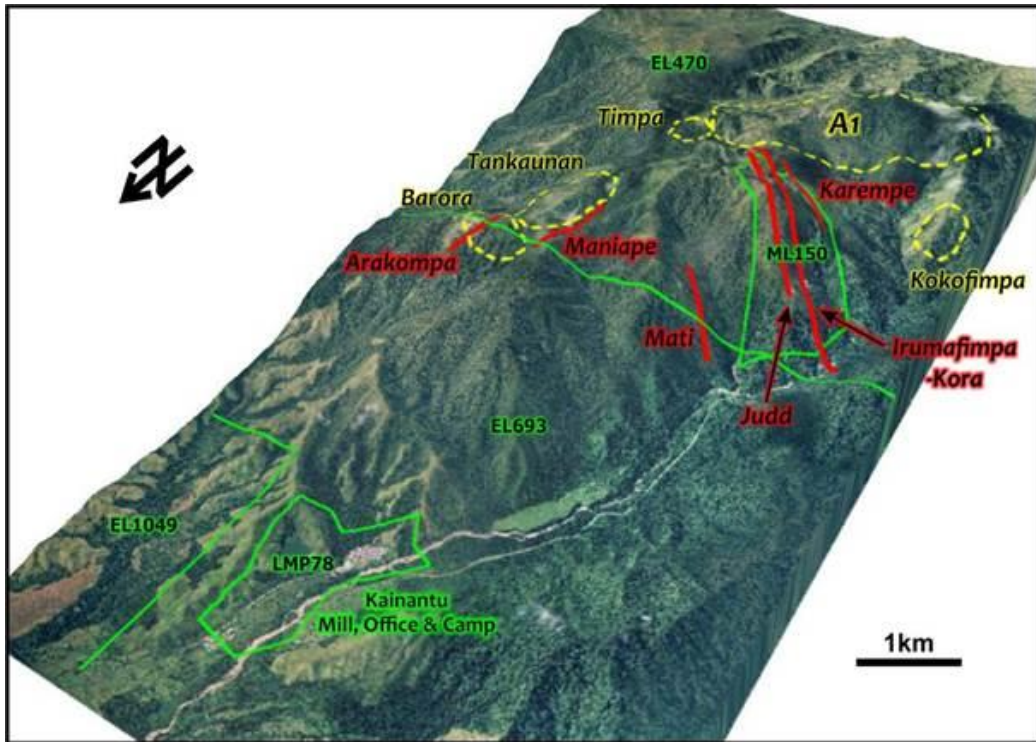 EL470
Timpa
A1
N
Tankaunan
Barora
Karempe
Arakompa
Maniape
ML150
Kokofimpa
Mati
Irumafimpa
-Kora
Judd
EL693
EL1049
LMP78
Kainantu
Mill, Office & Camp
1km